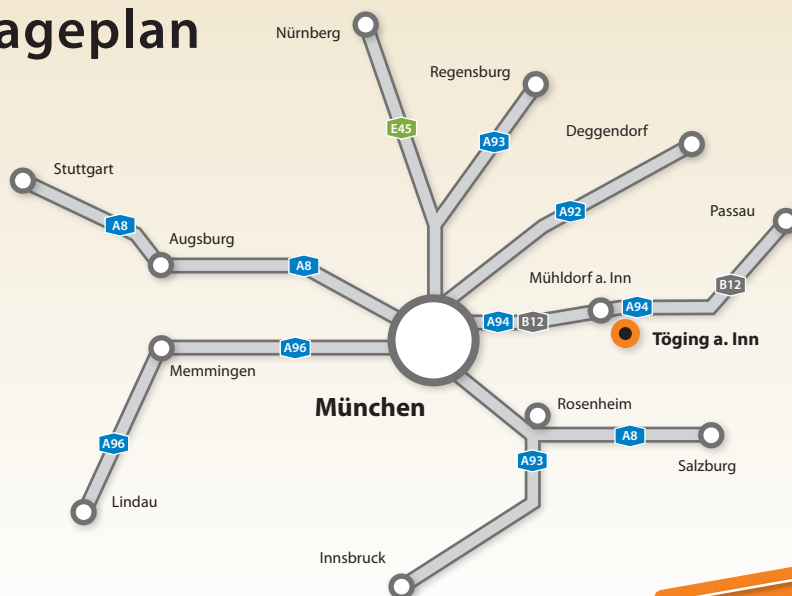 ageplan
Nürnberg
Regensburg
E45
Deggendorf
A93
Stuttgart
A92
Passau
A8
Augsburg
A8
Mühldorf a. Inn
B12
A94
A94 B12
Töging a. Inn
A96
Memmingen
München
Rosenheim
A8
A96
A93
Salzburg
Lindau
Innsbruck